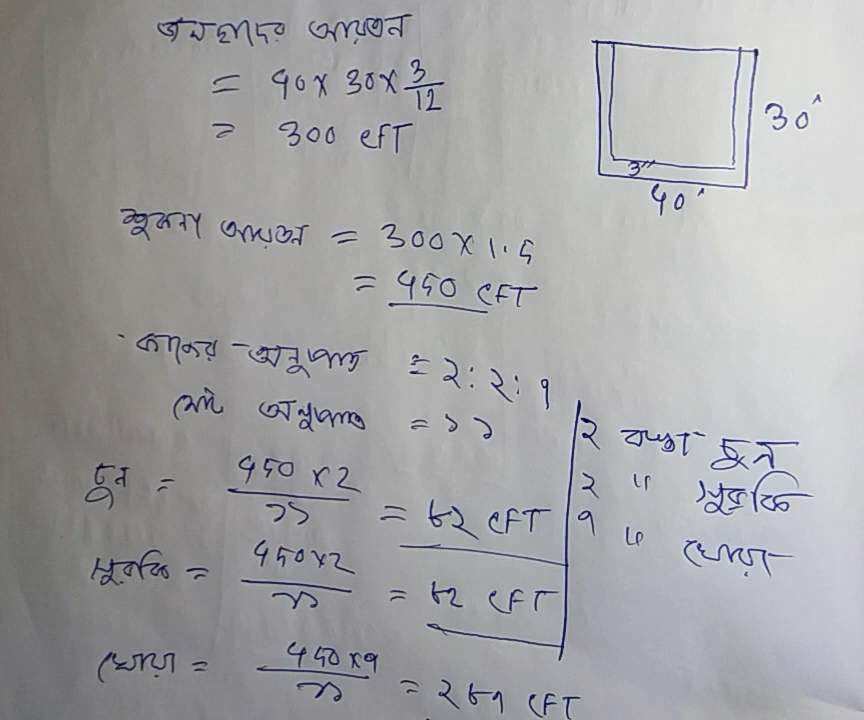 জলছাদের আয়তন
= 40 x 30 x 3/12
= 300 CFT
30'
3"
40'
শুকনা আয়তন = 300 x 1.5
= 450 CFT
কাজের অনুপাত = ২:২:৭
মোট অনুপাত = ১১
২ বস্তা চুন
২ " সুরকি
৭ " খোয়া
চুন = 450 x 2 / ১১ = ৮২ CFT
সুরকি = 450 x 2 / ১১ = ৮২ CFT
খোয়া = 450 x ৭ / ১১ = ২৮৭ CFT